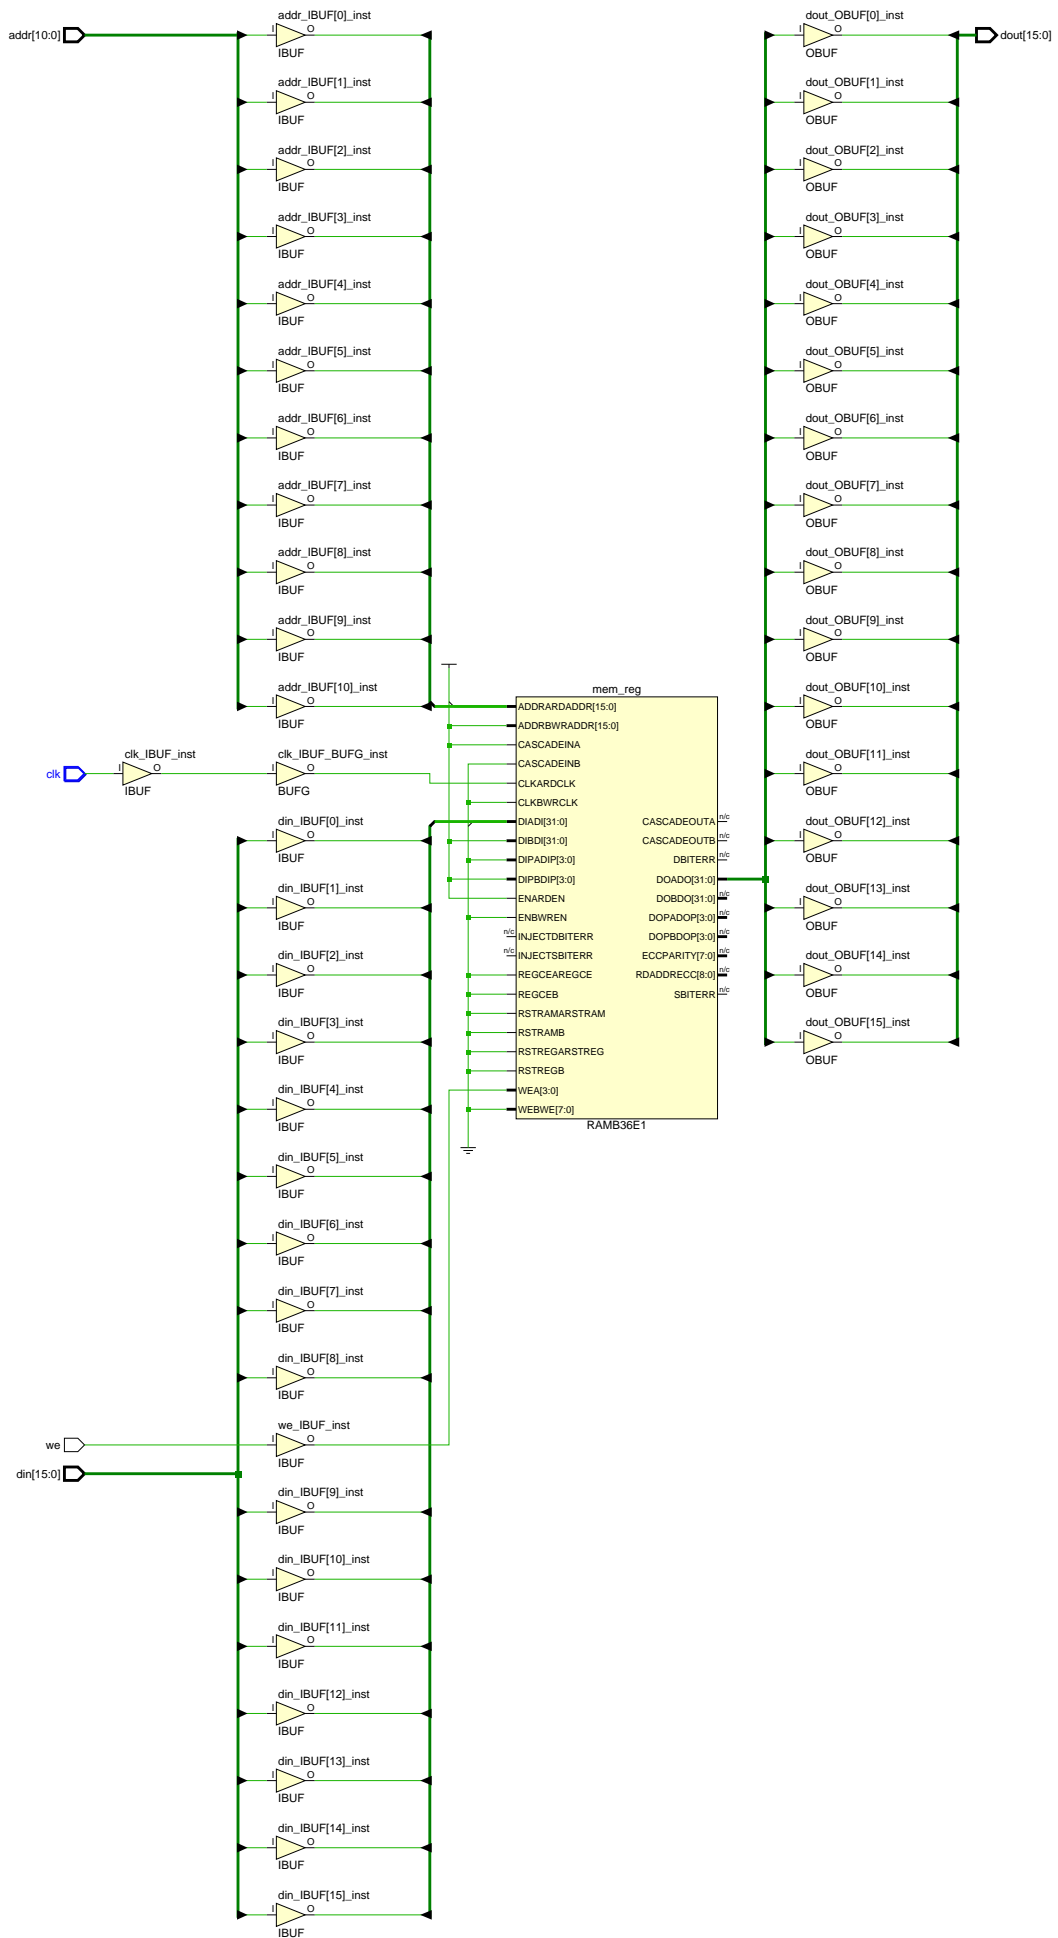 addr[10:0]
addr_IBUF[0]_inst
I
O
IBUF
addr_IBUF[1]_inst
I
O
IBUF
addr_IBUF[2]_inst
I
O
IBUF
addr_IBUF[3]_inst
I
O
IBUF
addr_IBUF[4]_inst
I
O
IBUF
addr_IBUF[5]_inst
I
O
IBUF
addr_IBUF[6]_inst
I
O
IBUF
addr_IBUF[7]_inst
I
O
IBUF
addr_IBUF[8]_inst
I
O
IBUF
addr_IBUF[9]_inst
I
O
IBUF
addr_IBUF[10]_inst
I
O
IBUF
clk
clk_IBUF_inst
I
O
IBUF
clk_IBUF_BUFG_inst
I
O
BUFG
din_IBUF[0]_inst
I
O
IBUF
din_IBUF[1]_inst
I
O
IBUF
din_IBUF[2]_inst
I
O
IBUF
din_IBUF[3]_inst
I
O
IBUF
din_IBUF[4]_inst
I
O
IBUF
din_IBUF[5]_inst
I
O
IBUF
din_IBUF[6]_inst
I
O
IBUF
din_IBUF[7]_inst
I
O
IBUF
din_IBUF[8]_inst
I
O
IBUF
we
we_IBUF_inst
I
O
IBUF
din[15:0]
din_IBUF[9]_inst
I
O
IBUF
din_IBUF[10]_inst
I
O
IBUF
din_IBUF[11]_inst
I
O
IBUF
din_IBUF[12]_inst
I
O
IBUF
din_IBUF[13]_inst
I
O
IBUF
din_IBUF[14]_inst
I
O
IBUF
din_IBUF[15]_inst
I
O
IBUF
mem_reg
ADDRARDADDR[15:0]
ADDRBWRADDR[15:0]
CASCADEINA
CASCADEINB
CLKARDCLK
CLKBWRCLK
DIADI[31:0]
DIBDI[31:0]
DIPADIP[3:0]
DIPBDIP[3:0]
ENARDEN
ENBWREN
n/c INJECTDBITERR
n/c INJECTSBITERR
REGCEAREGCE
REGCEB
RSTRAMARSTRAM
RSTRAMB
RSTREGARSTREG
RSTREGB
WEA[3:0]
WEBWE[7:0]
CASCADEOUTA n/c
CASCADEOUTB n/c
DBITERR n/c
DOADO[31:0]
DOBDO[31:0] n/c
DOPADOP[3:0] n/c
DOPBDOP[3:0] n/c
ECCPARITY[7:0] n/c
RDADDRECC[8:0] n/c
SBITERR n/c
RAMB36E1
dout_OBUF[0]_inst
I
O
OBUF
dout[15:0]
dout_OBUF[1]_inst
I
O
OBUF
dout_OBUF[2]_inst
I
O
OBUF
dout_OBUF[3]_inst
I
O
OBUF
dout_OBUF[4]_inst
I
O
OBUF
dout_OBUF[5]_inst
I
O
OBUF
dout_OBUF[6]_inst
I
O
OBUF
dout_OBUF[7]_inst
I
O
OBUF
dout_OBUF[8]_inst
I
O
OBUF
dout_OBUF[9]_inst
I
O
OBUF
dout_OBUF[10]_inst
I
O
OBUF
dout_OBUF[11]_inst
I
O
OBUF
dout_OBUF[12]_inst
I
O
OBUF
dout_OBUF[13]_inst
I
O
OBUF
dout_OBUF[14]_inst
I
O
OBUF
dout_OBUF[15]_inst
I
O
OBUF